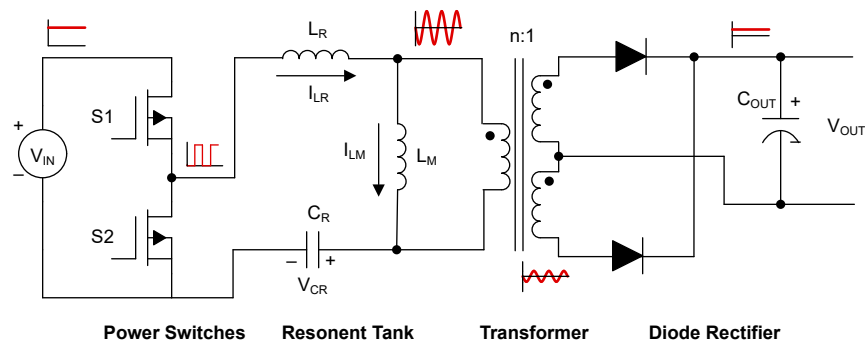 L_R
n:1
I_LR
C_OUT
+
S1
+
V_OUT
V_IN
I_LM
L_M
–
–
C_R
S2
– +
V_CR
Power Switches Resonent Tank Transformer Diode Rectifier